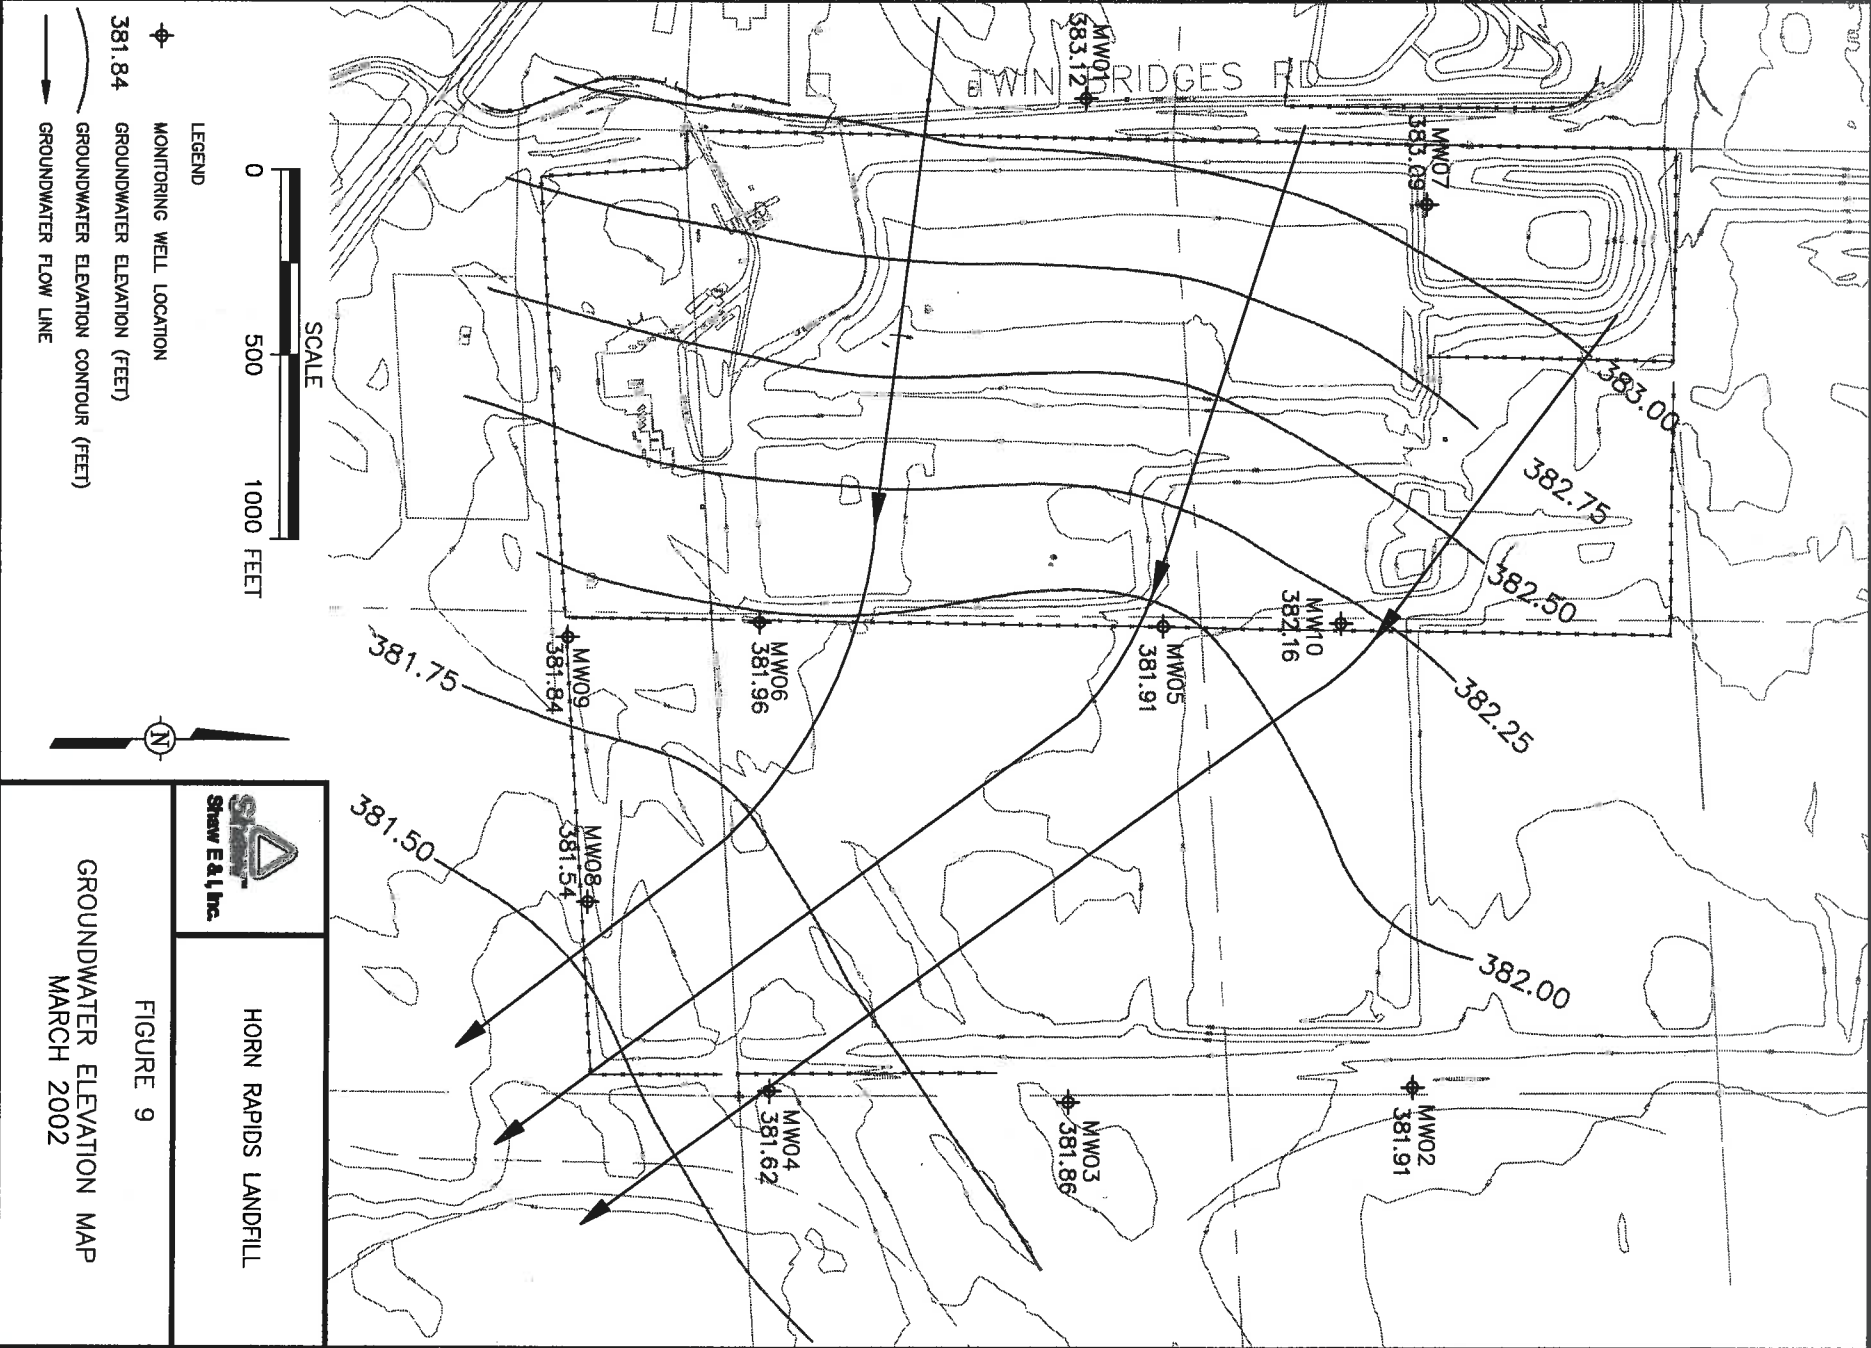 TWIN BRIDGES RD
MW01
383.12
MW07
383.09
383.00
382.75
382.50
382.25
382.00
MW10
382.16
MW05
381.91
MW06
381.96
MW09
381.84
381.75
381.50
MW08
381.54
MW04
381.62
MW03
381.86
MW02
381.91
SCALE
0 500 1000 FEET
LEGEND
MONITORING WELL LOCATION
381.84 GROUNDWATER ELEVATION (FEET)
GROUNDWATER ELEVATION CONTOUR (FEET)
GROUNDWATER FLOW LINE
N
Shaw
Shaw E & I, Inc.
HORN RAPIDS LANDFILL
FIGURE 9
GROUNDWATER ELEVATION MAP
MARCH 2002